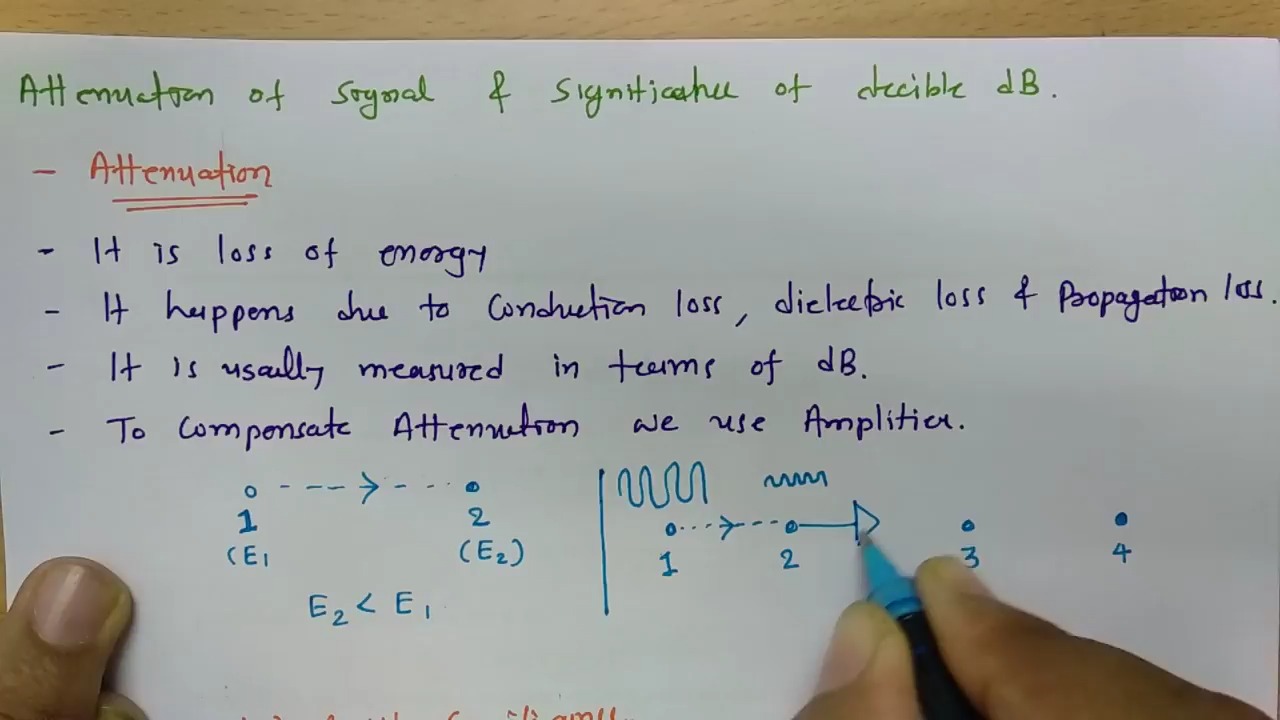 Attenuation of signal & significance of decible dB.
- Attenuation
- It is loss of energy
- It happens due to Conduction loss, dielectric loss & Propagation loss.
- It is usually measured in terms of dB.
- To Compensate Attenuation we use Amplifier.
1 2
(E1 (E2)
E2 < E1
1 2 3 4